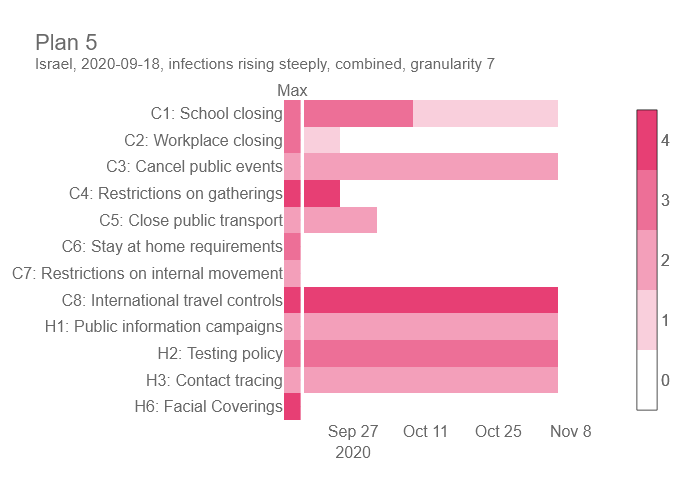 Plan 5
Israel, 2020-09-18, infections rising steeply, combined, granularity 7
Max
C1: School closing
C2: Workplace closing
C3: Cancel public events
C4: Restrictions on gatherings
C5: Close public transport
C6: Stay at home requirements
C7: Restrictions on internal movement
C8: International travel controls
H1: Public information campaigns
H2: Testing policy
H3: Contact tracing
H6: Facial Coverings
Sep 27 Oct 11 Oct 25 Nov 8
2020
4
3
2
1
0